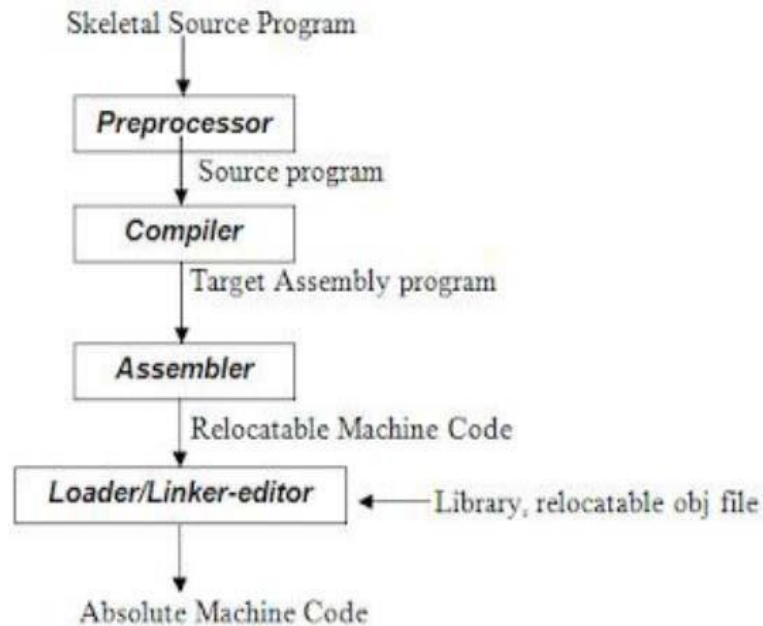 Skeletal Source Program
Preprocessor
Source program
Compiler
Target Assembly program
Assembler
Relocatable Machine Code
Loader/Linker-editor
Library, relocatable obj file
Absolute Machine Code